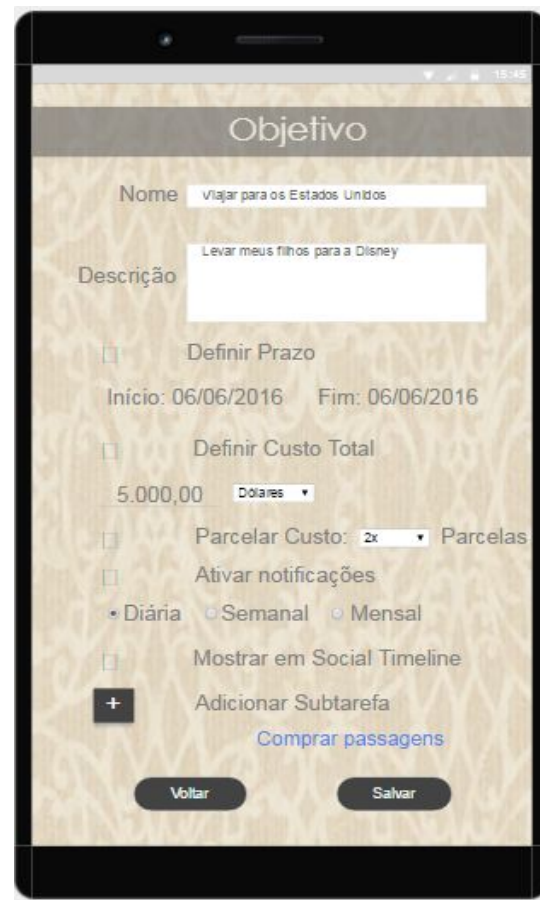 15:45
Objetivo
Nome Viajar para os Estados Unidos
Levar meus filhos para a Disney
Descrição
Definir Prazo
Início: 06/06/2016 Fim: 06/06/2016
Definir Custo Total
5.000,00 Dólares
Parcelar Custo: 2x Parcelas
Ativar notificações
Diária Semanal Mensal
Mostrar em Social Timeline
+ Adicionar Subtarefa
Comprar passagens
Voltar Salvar